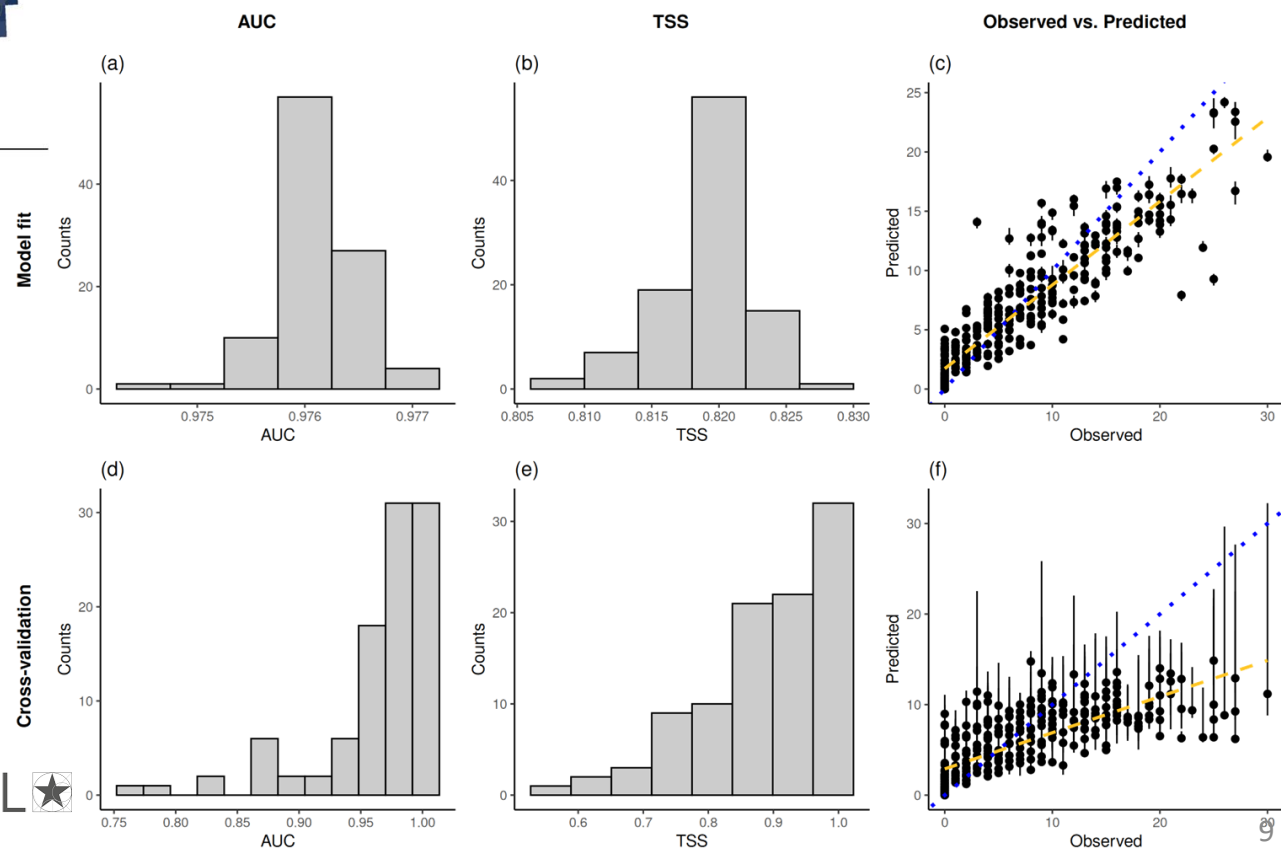 AUC
TSS
Observed vs. Predicted
(a)
(b)
(c)
Model fit
Counts
40
20
0
0.975
0.976
0.977
AUC
Counts
40
20
0
0.805
0.810
0.815
0.820
0.825
0.830
TSS
Predicted
25
20
15
10
5
0
0
10
20
30
Observed
(d)
(e)
(f)
Cross-validation
Counts
30
20
10
0
0.75
0.80
0.85
0.90
0.95
1.00
AUC
Counts
30
20
10
0
0.6
0.7
0.8
0.9
1.0
TSS
Predicted
30
20
10
0
0
10
20
30
Observed
L
9